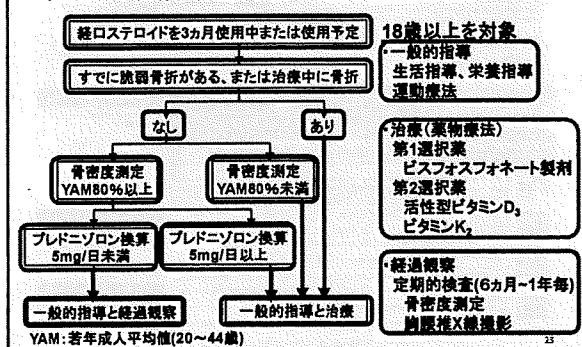 経口ステロイドを3ヵ月使用中または使用予定
すでに脆弱骨折がある、または治療中に骨折
なし
あり
骨密度測定
YAM80%以上
骨密度測定
YAM80%未満
プレドニゾロン換算
5mg/日未満
プレドニゾロン換算
5mg/日以上
一般的指導と経過観察
一般的指導と治療
YAM:若年成人平均値(20～44歳)
18歳以上を対象
・一般的指導
生活指導、栄養指導
運動療法
・治療(薬物療法)
第1選択薬
ビスフォスフォネート製剤
第2選択薬
活性型ビタミンD₃
ビタミンK₂
・経過観察
定期的検査(6ヵ月~1年毎)
骨密度測定
胸腰椎X線撮影
23